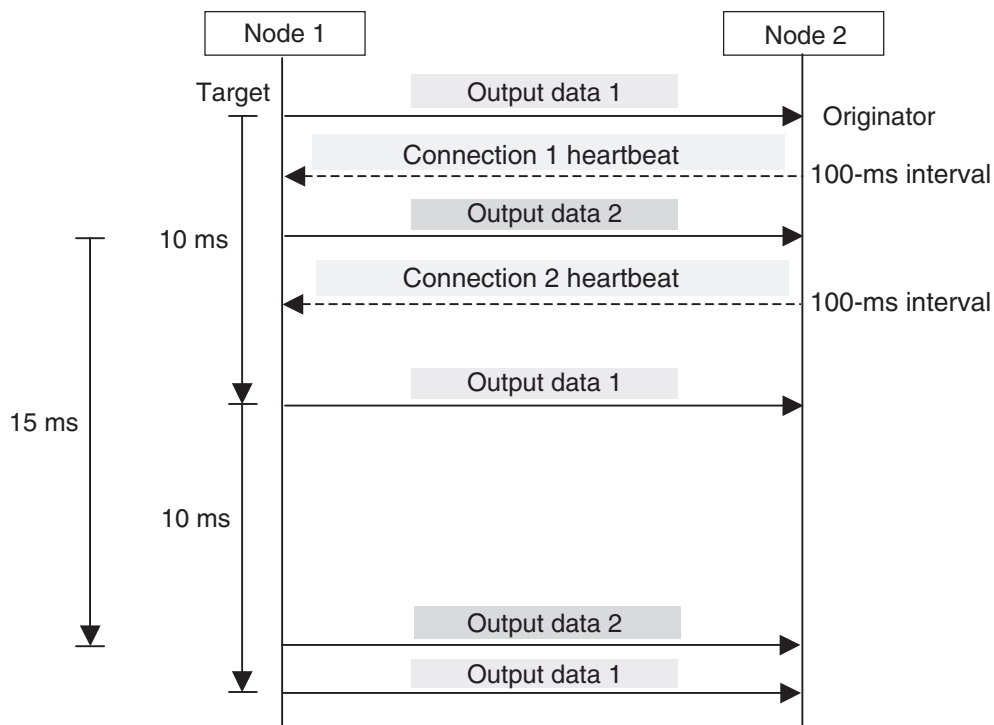 Node 1
Node 2
Target
Output data 1
Originator
Connection 1 heartbeat
100-ms interval
Output data 2
10 ms
Connection 2 heartbeat
100-ms interval
Output data 1
15 ms
10 ms
Output data 2
Output data 1